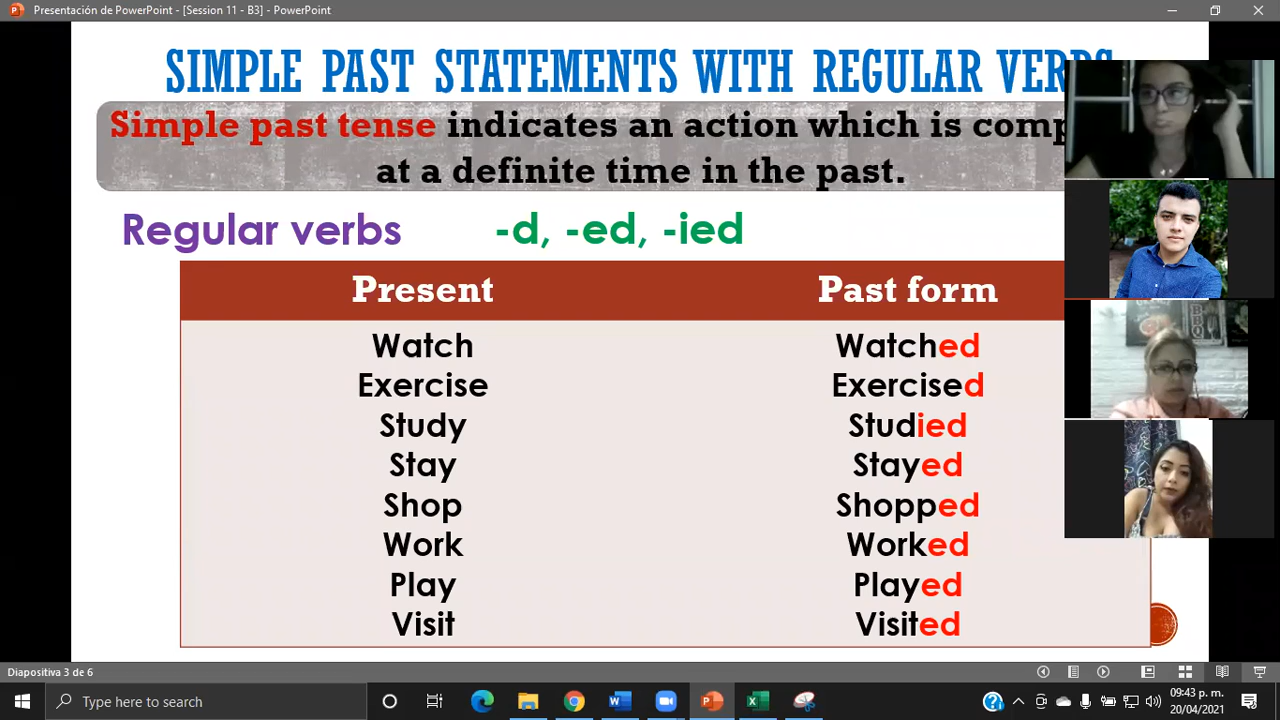 Presentación de PowerPoint - [Session 11 - B3] - PowerPoint
SIMPLE PAST STATEMENTS WITH REGULAR VERBS
Simple past tense indicates an action which is
at a definite time in the past.
Regular verbs -d, -ed, -ied
Present Past form
Watch Watched
Exercise Exercised
Study Studied
Stay Stayed
Shop Shopped
Work Worked
Play Played
Visit Visited
Diapositiva 3 de 6
Type here to search
09:43 p. m.
20/04/2021